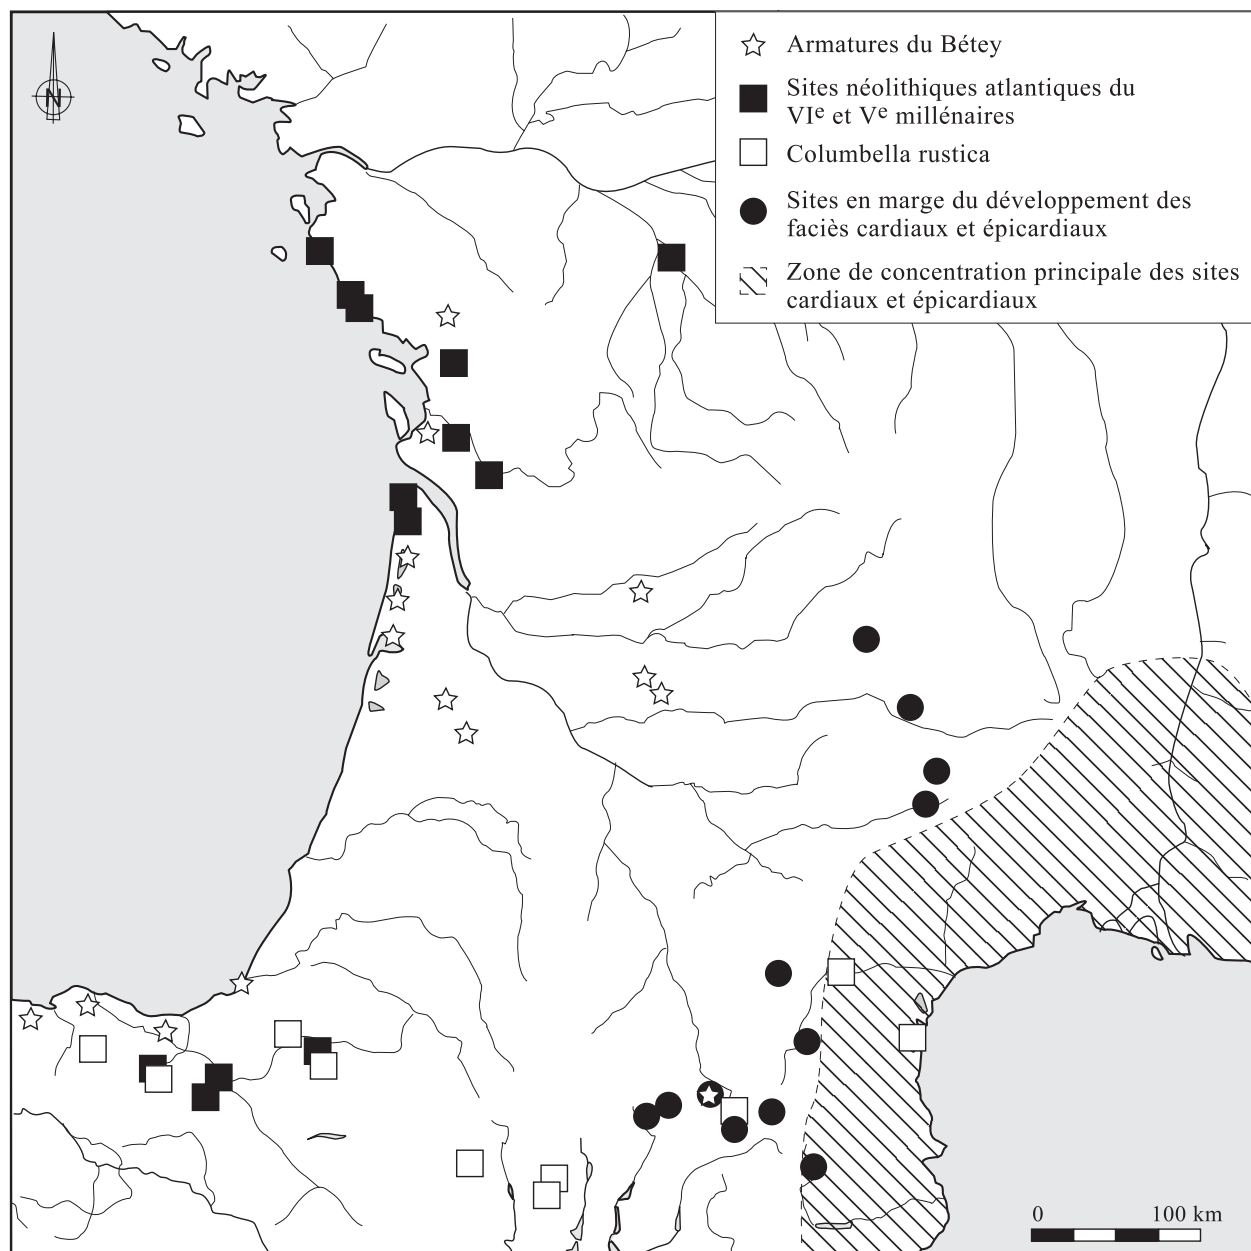 N
Armatures du Bétey
Sites néolithiques atlantiques du
VIe et Ve millénaires
Columbella rustica
Sites en marge du développement des
faciès cardiaux et épicardiaux
Zone de concentration principale des sites
cardiaux et épicardiaux
0 100 km